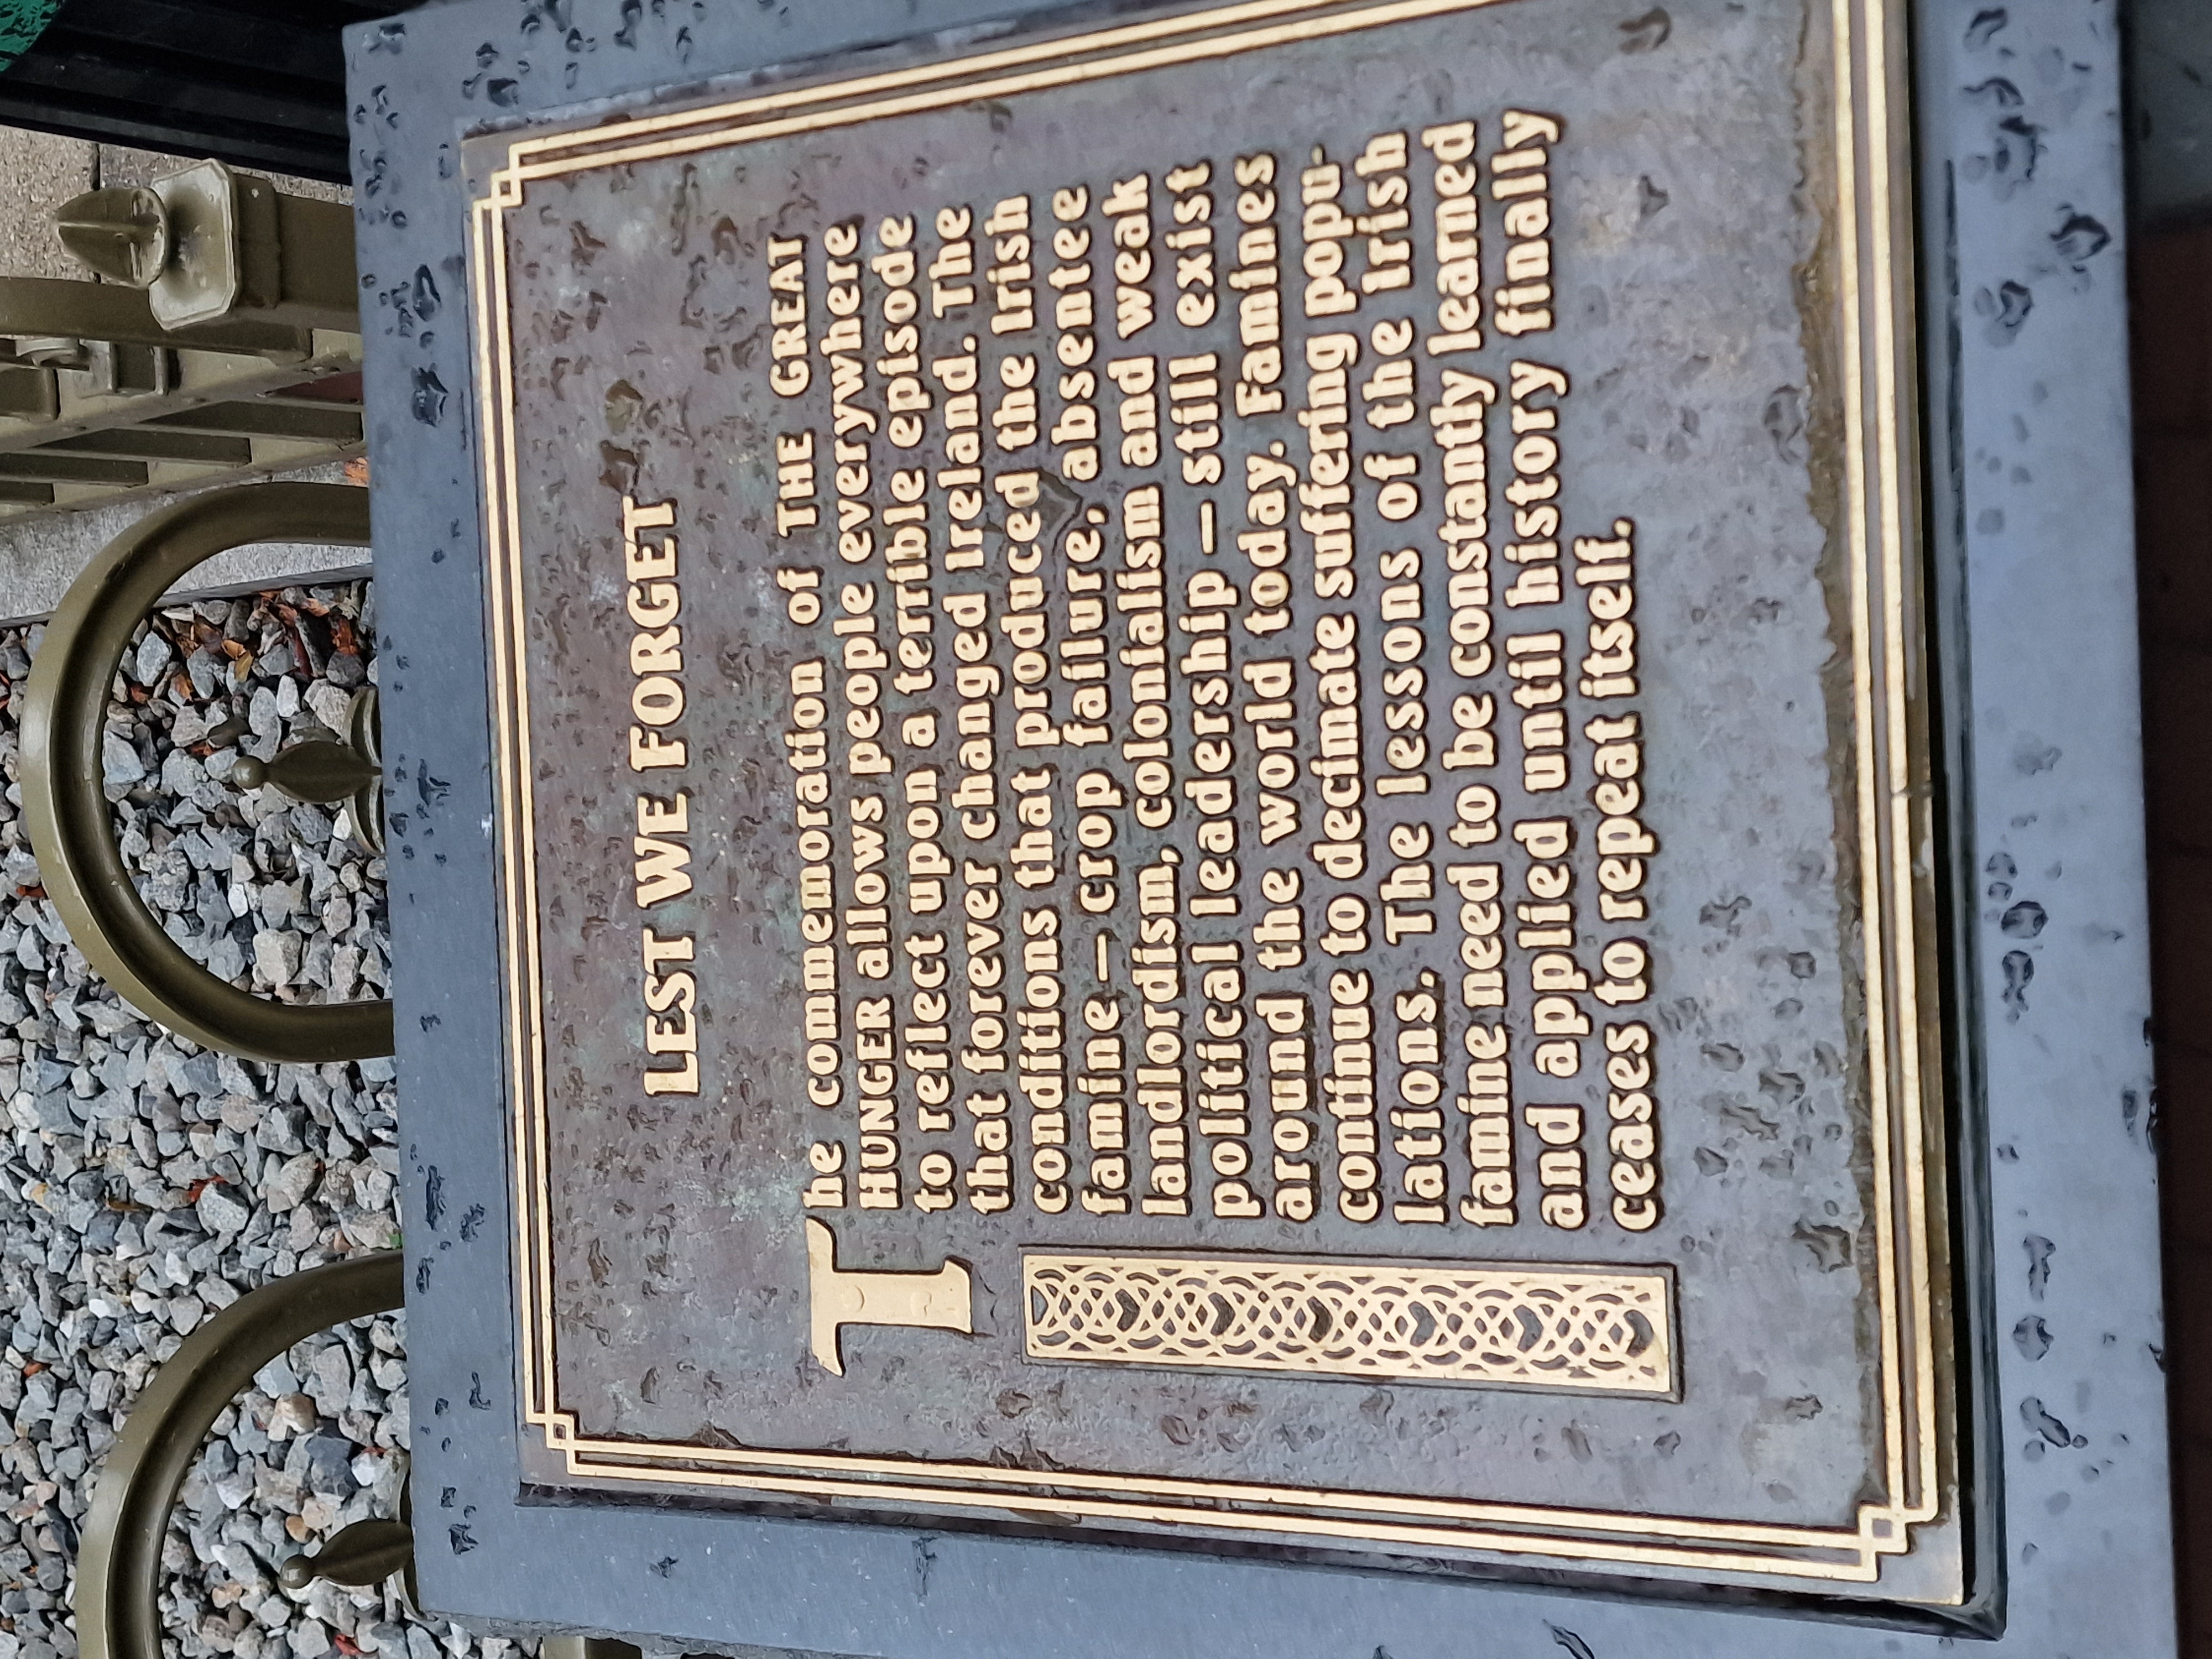 LEST WE FORGET
The commemoration of THE GREAT
HUNGER allows people everywhere
to reflect upon a terrible episode
that forever changed Ireland. The
conditions that produced the Irish
famine – crop failure, absentee
landlordism, colonialism and weak
political leadership – still exist
around the world today. Famines
continue to decimate suffering popu-
lations. The lessons of the Irish
famine need to be constantly learned
and applied until history finally
ceases to repeat itself.